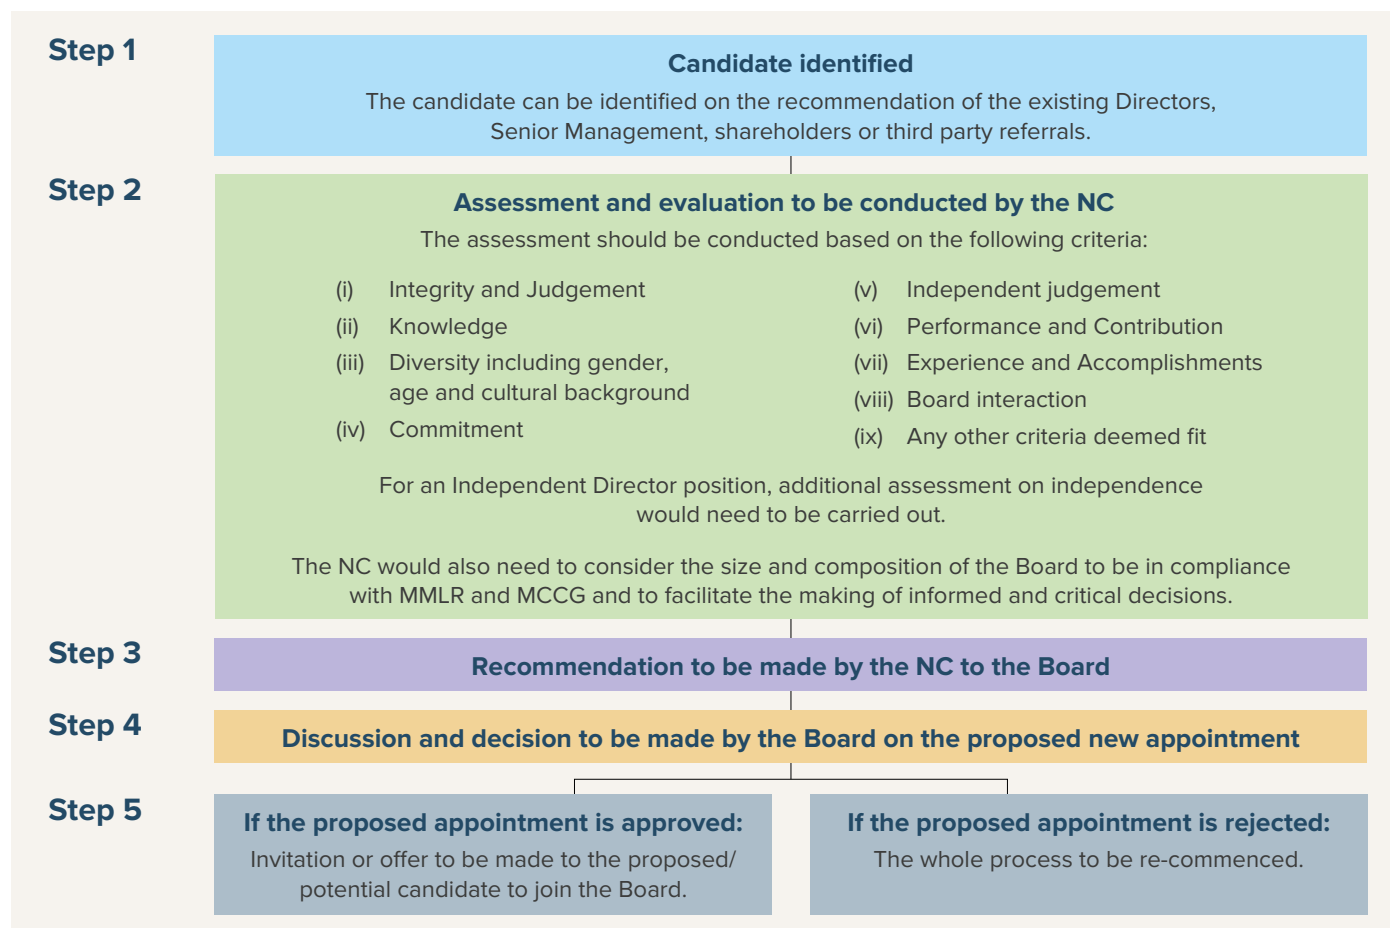 Step 1
Candidate identified
The candidate can be identified on the recommendation of the existing Directors,
Senior Management, shareholders or third party referrals.
Step 2
Assessment and evaluation to be conducted by the NC
The assessment should be conducted based on the following criteria:
(i) Integrity and Judgement
(ii) Knowledge
(iii) Diversity including gender,
age and cultural background
(iv) Commitment
(v) Independent judgement
(vi) Performance and Contribution
(vii) Experience and Accomplishments
(viii) Board interaction
(ix) Any other criteria deemed fit
For an Independent Director position, additional assessment on independence
would need to be carried out.
The NC would also need to consider the size and composition of the Board to be in compliance
with MMLR and MCCG and to facilitate the making of informed and critical decisions.
Step 3
Recommendation to be made by the NC to the Board
Step 4
Discussion and decision to be made by the Board on the proposed new appointment
Step 5
If the proposed appointment is approved:
Invitation or offer to be made to the proposed/
potential candidate to join the Board.
If the proposed appointment is rejected:
The whole process to be re-commenced.